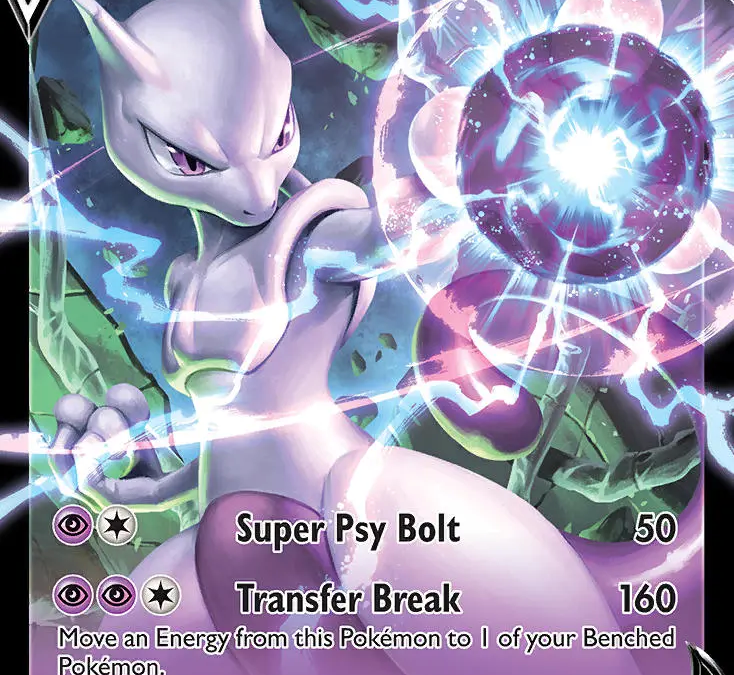 Super Psy Bolt 50
Transfer Break 160
Move an Energy from this Pokémon to 1 of your Benched
Pokémon.